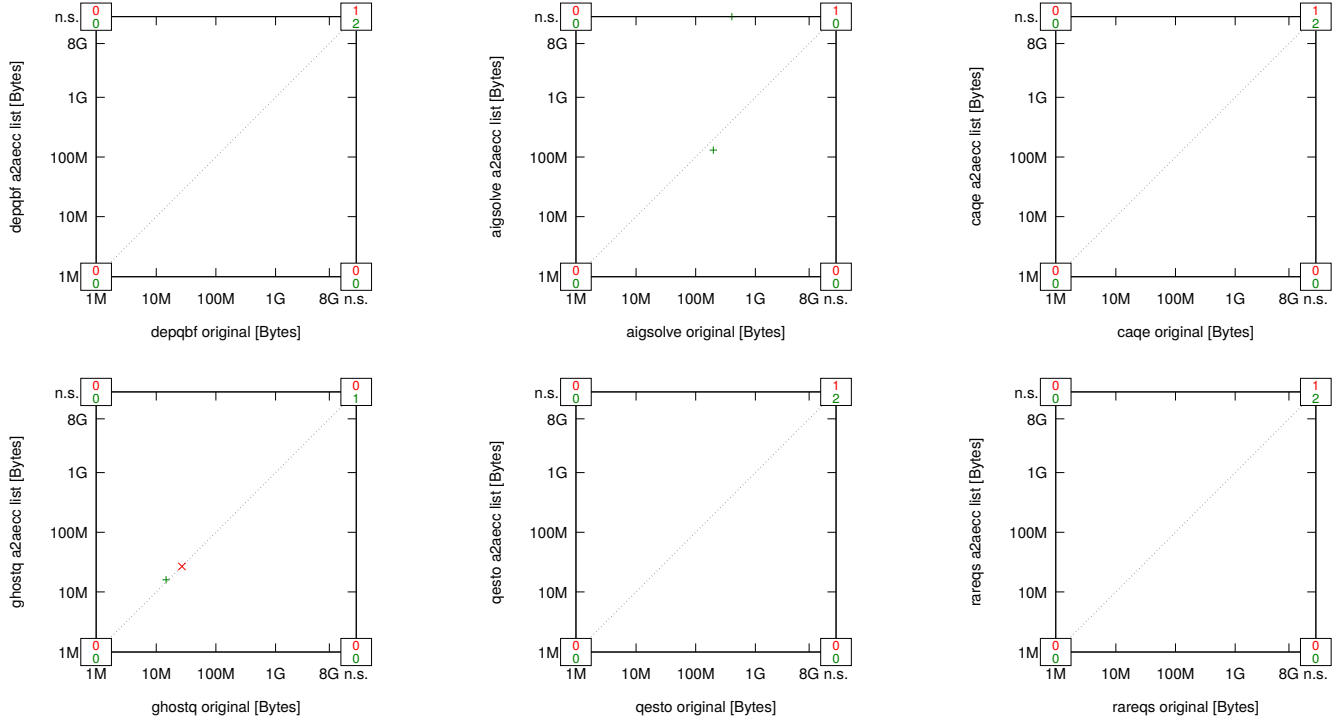 depqbf a2aaecc list [Bytes]
n.s.
8G
1G
100M
10M
1M
0
0
1
2
0
0
0
0
1M 10M 100M 1G 8G n.s.
depqbf original [Bytes]
aigsolve a2aecc list [Bytes]
n.s.
8G
1G
100M
10M
1M
0
0
1
0
0
0
0
0
1M 10M 100M 1G 8G n.s.
aigsolve original [Bytes]
caqe a2aecc list [Bytes]
n.s.
8G
1G
100M
10M
1M
0
0
1
2
0
0
0
0
1M 10M 100M 1G 8G n.s.
caqe original [Bytes]
ghostq a2aecc list [Bytes]
n.s.
8G
1G
100M
10M
1M
0
0
0
1
0
0
0
0
1M 10M 100M 1G 8G n.s.
ghostq original [Bytes]
qesto a2aecc list [Bytes]
n.s.
8G
1G
100M
10M
1M
0
0
1
2
0
0
0
0
1M 10M 100M 1G 8G n.s.
qesto original [Bytes]
rareqs a2aecc list [Bytes]
n.s.
8G
1G
100M
10M
1M
0
0
1
2
0
0
0
0
1M 10M 100M 1G 8G n.s.
rareqs original [Bytes]